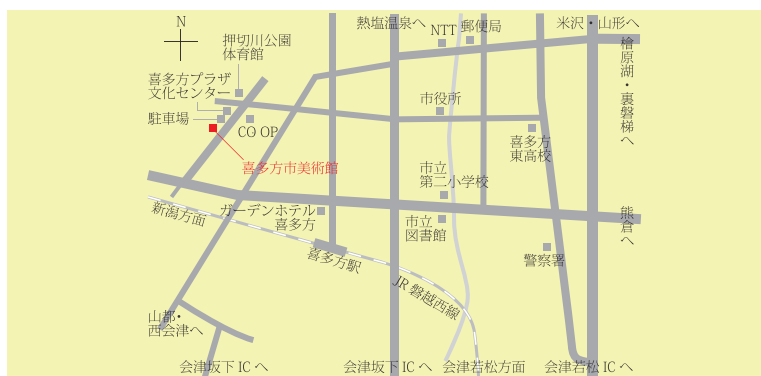 N
熱塩温泉へ
米沢・山形へ
NTT
郵便局
押切川公園
体育館
檜原湖・裏磐梯へ
喜多方プラザ
文化センター
市役所
駐車場
CO OP
喜多方
東高校
喜多方市美術館
市立
第二小学校
新潟方面
ガーデンホテル
喜多方
市立
図書館
熊倉へ
喜多方駅
警察署
JR 磐越西線
山都・
西会津へ
会津坂下 IC へ
会津坂下 IC へ
会津若松方面
会津若松 IC へ